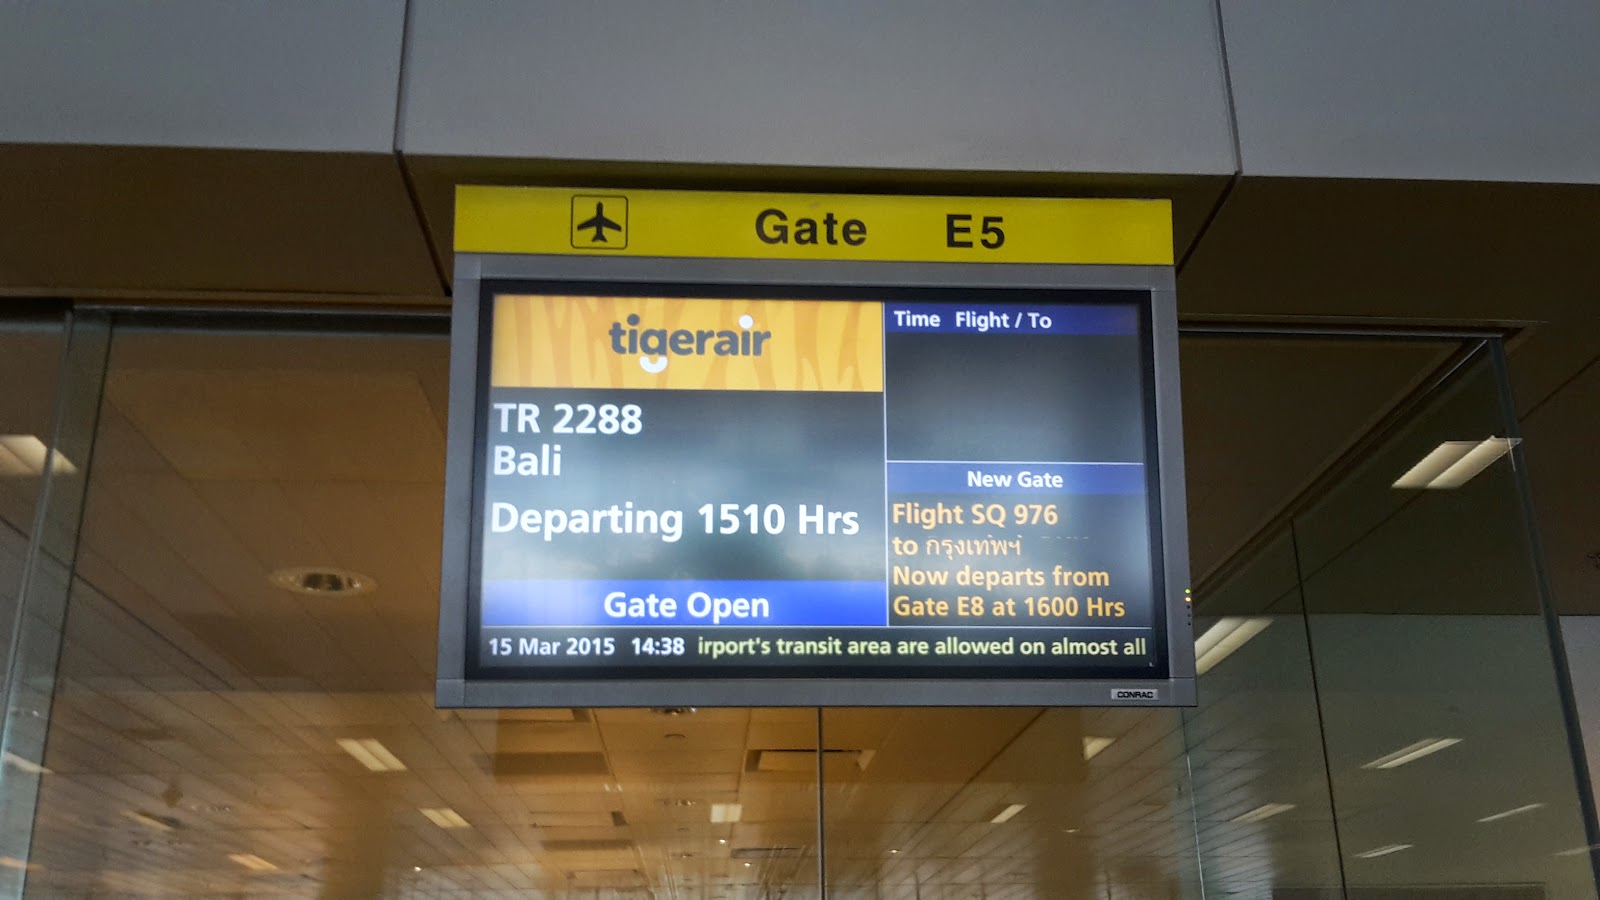 Gate E5
tigerair
TR 2288
Bali
Departing 1510 Hrs
Gate Open
Time Flight / To
New Gate
Flight SQ 976
to กรุงเทพฯ
Now departs from
Gate E8 at 1600 Hrs
15 Mar 2015 14:38 irport's transit area are allowed on almost all
CONRAC